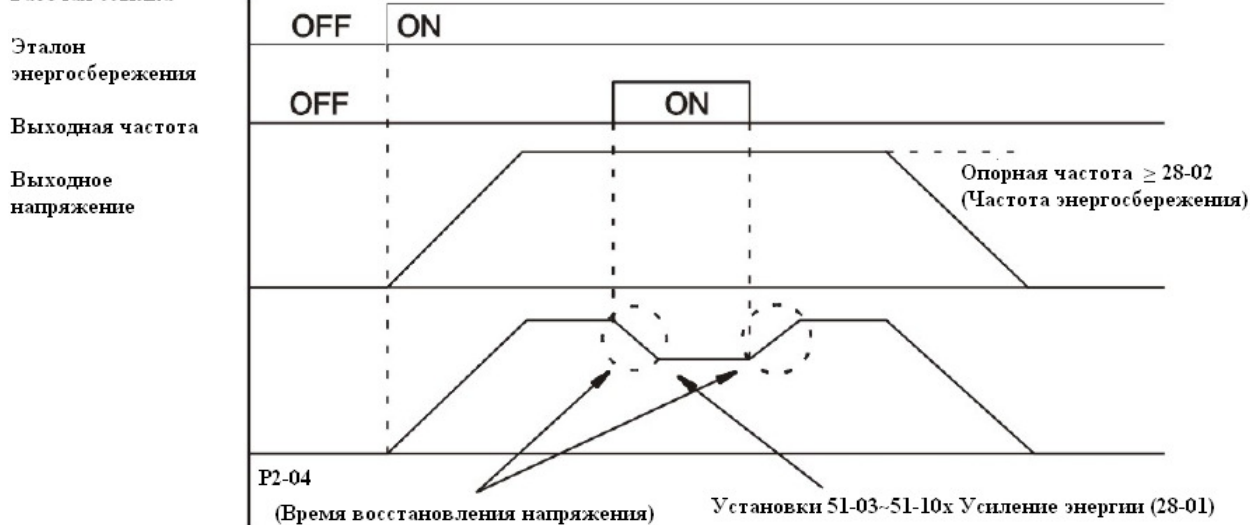 OFF ON
Эталон
энергосбережения
OFF ON
Выходная частота
Выходное
напряжение
Опорная частота ≥ 28-02
(Частота энергосбережения)
P2-04
(Время восстановления напряжения)
Установки 51-03~51-10x Усиление энергии (28-01)